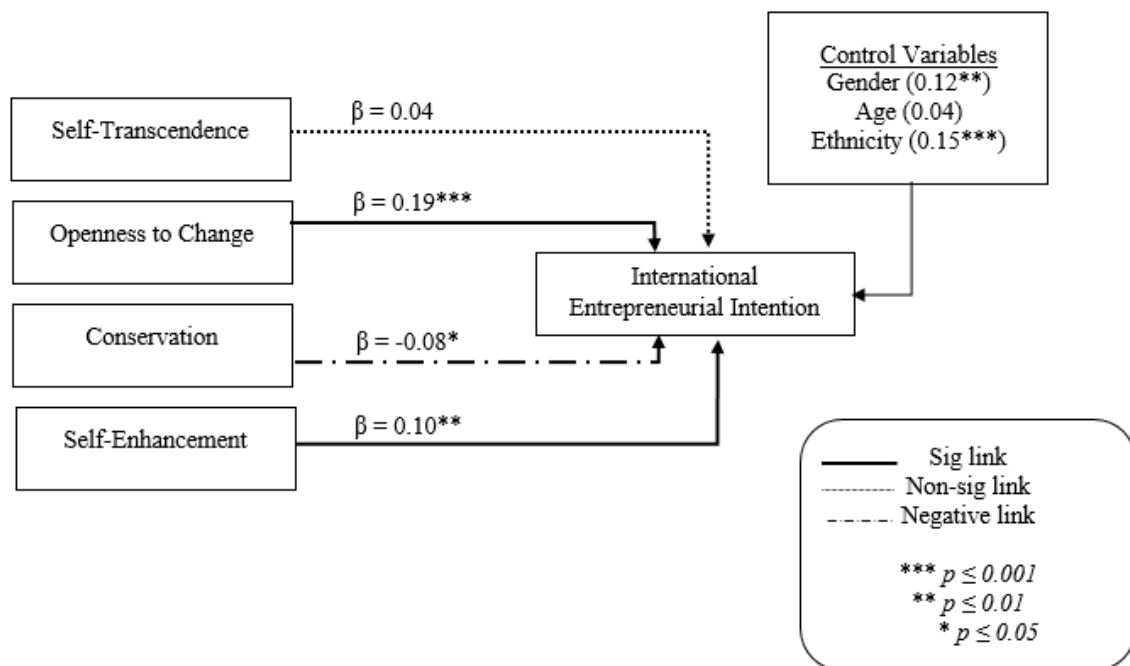 Control Variables
Gender (0.12**)
Age (0.04)
Ethnicity (0.15***)
Self-Transcendence
β = 0.04
Openness to Change
β = 0.19***
International
Entrepreneurial Intention
Conservation
β = -0.08*
Self-Enhancement
β = 0.10**
Sig link
Non-sig link
Negative link
*** p ≤ 0.001
** p ≤ 0.01
* p ≤ 0.05